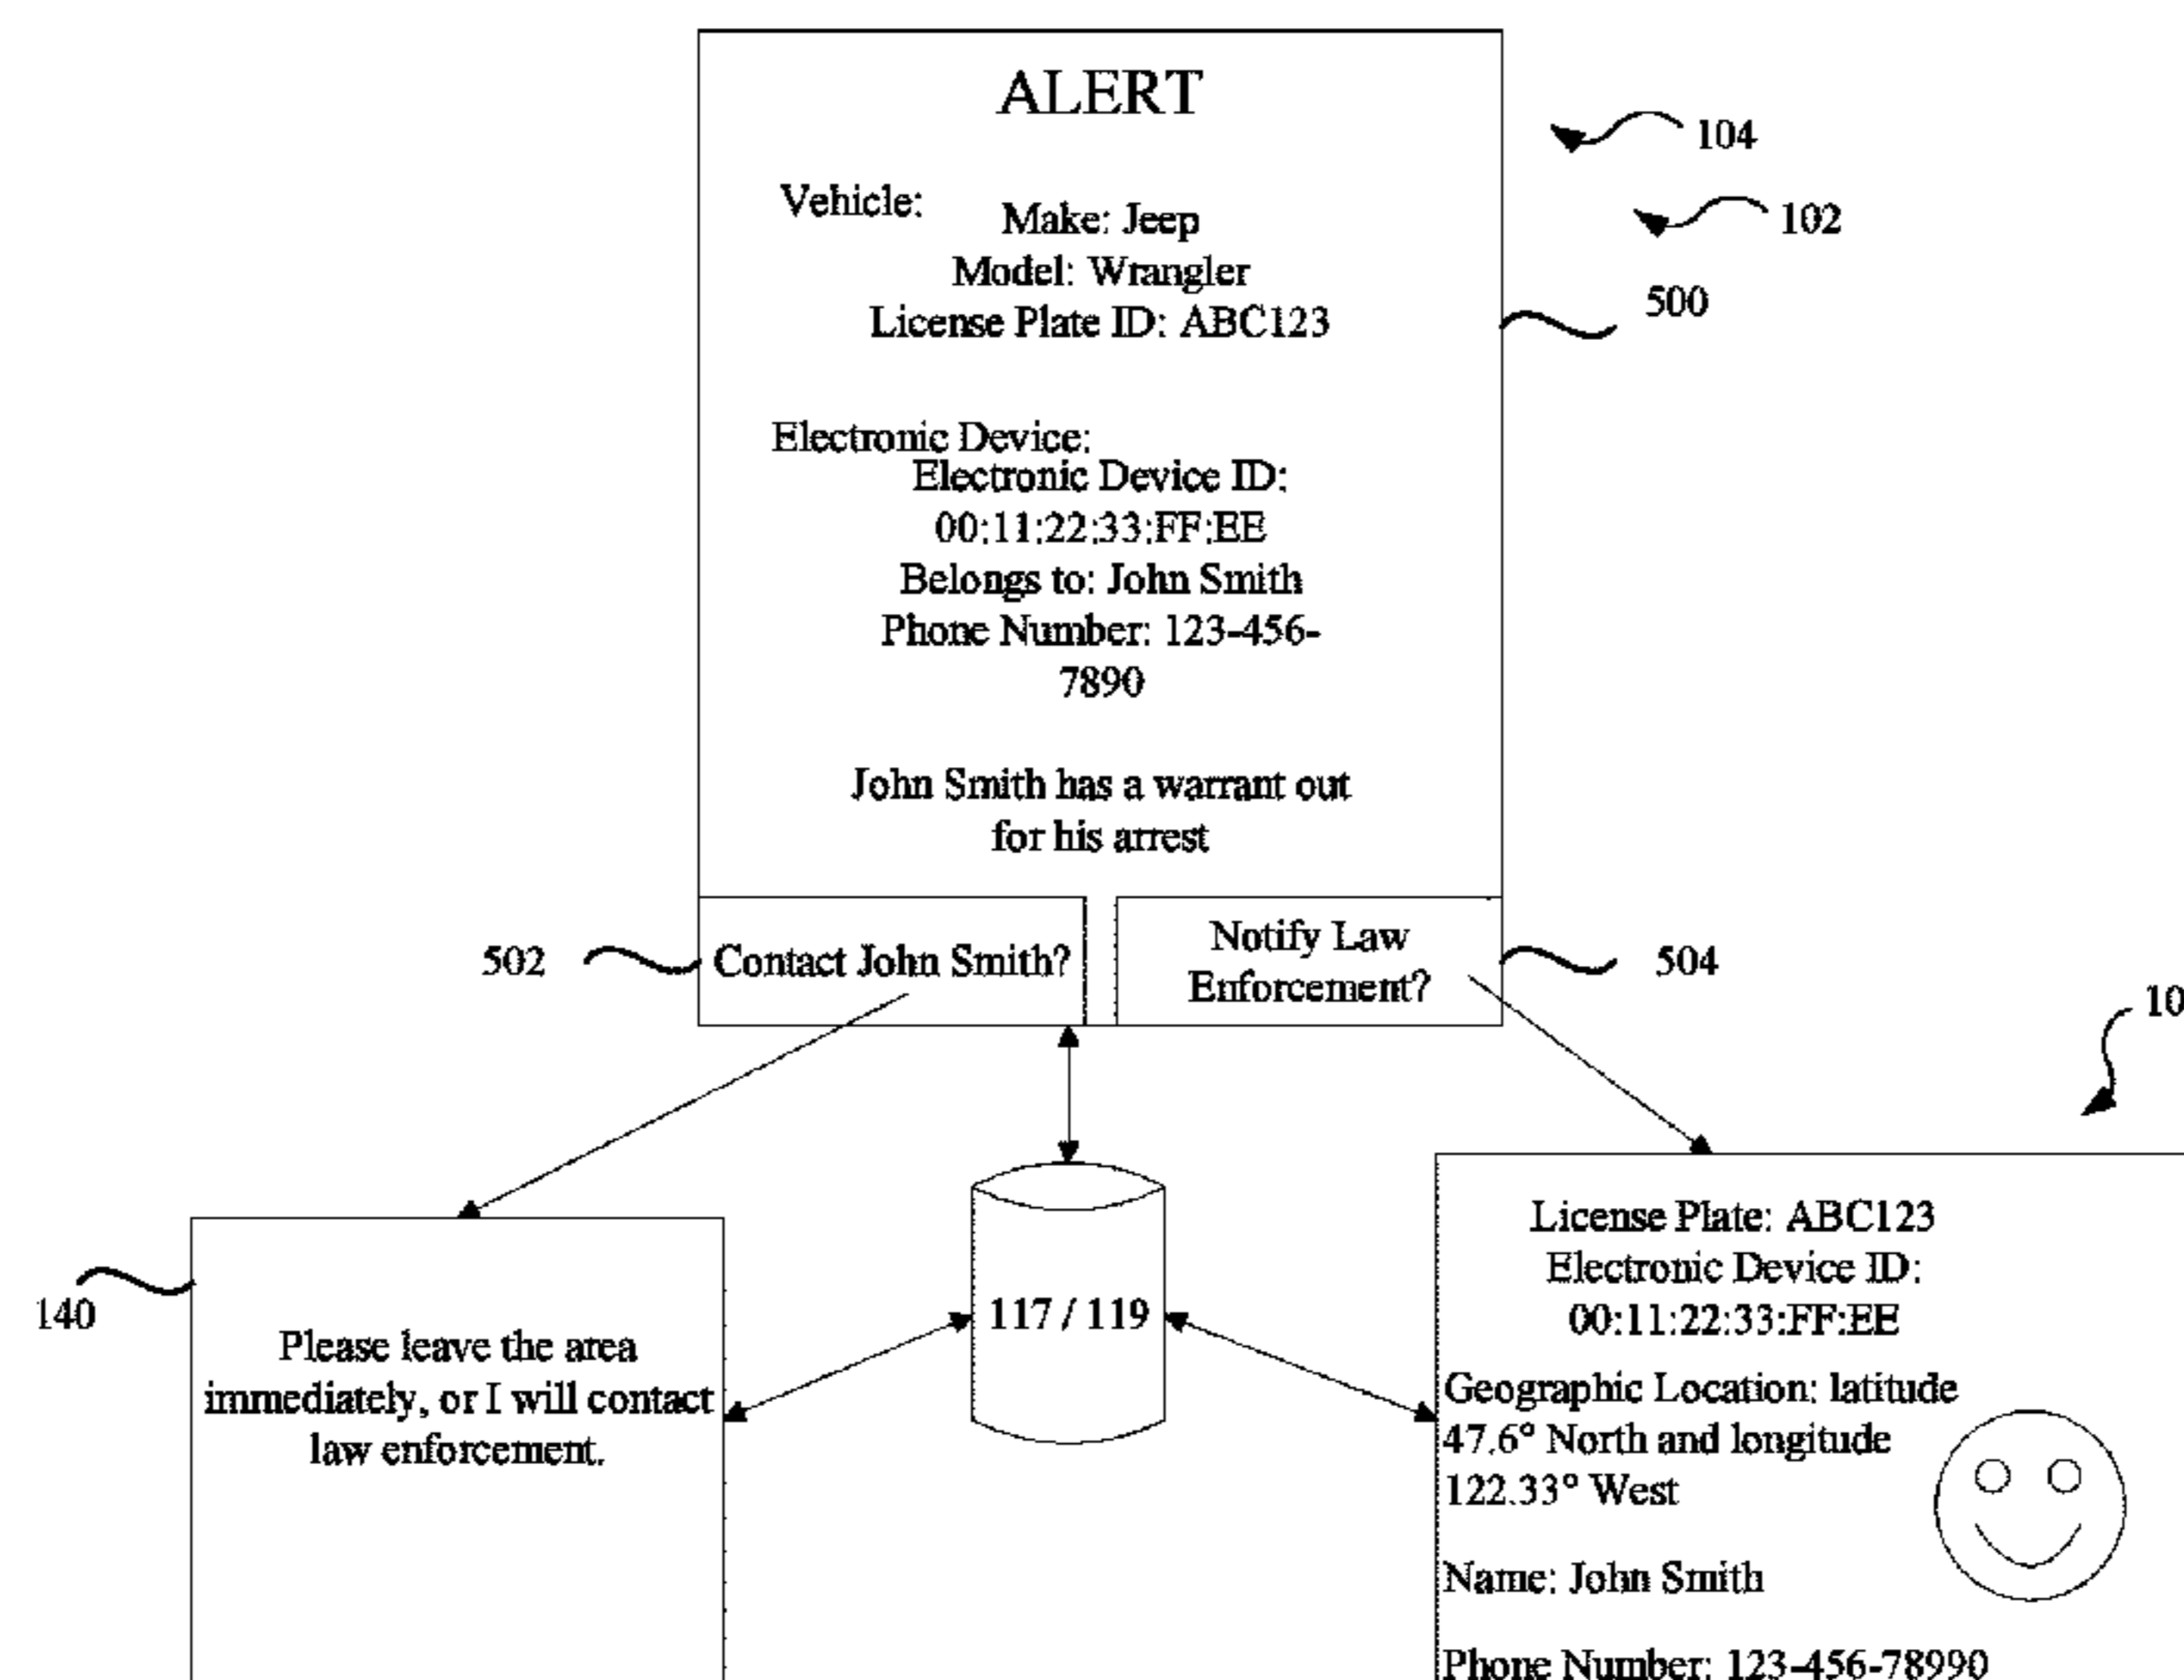 ALERT
104
Vehicle:
Make: Jeep
102
Model: Wrangler
500
License Plate ID: ABC123
Electronic Device:
Electronic Device ID:
00:11:22:33:FF:EE
Belongs to: John Smith
Phone Number: 123-456-
7890
John Smith has a warrant out
for his arrest
502
Contact John Smith?
Notify Law
Enforcement?
504
10
140
Please leave the area
immediately, or I will contact
law enforcement.
117 / 119
License Plate: ABC123
Electronic Device ID:
00:11:22:33:FF:EE
Geographic Location: latitude
47.6° North and longitude
122.33° West
Name: John Smith
Phone Number: 123-456-78990